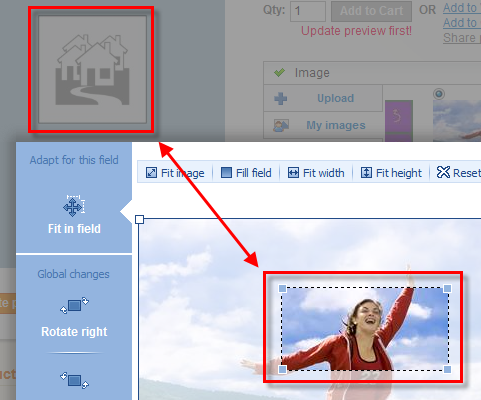 Qty: 1 Add to Cart OR Add to
Add to
Update preview first!
Share
Image
Upload
My images
5
Adapt for this field
Fit image Fill field Fit width Fit height Reset
Fit in field
Global changes
Rotate right